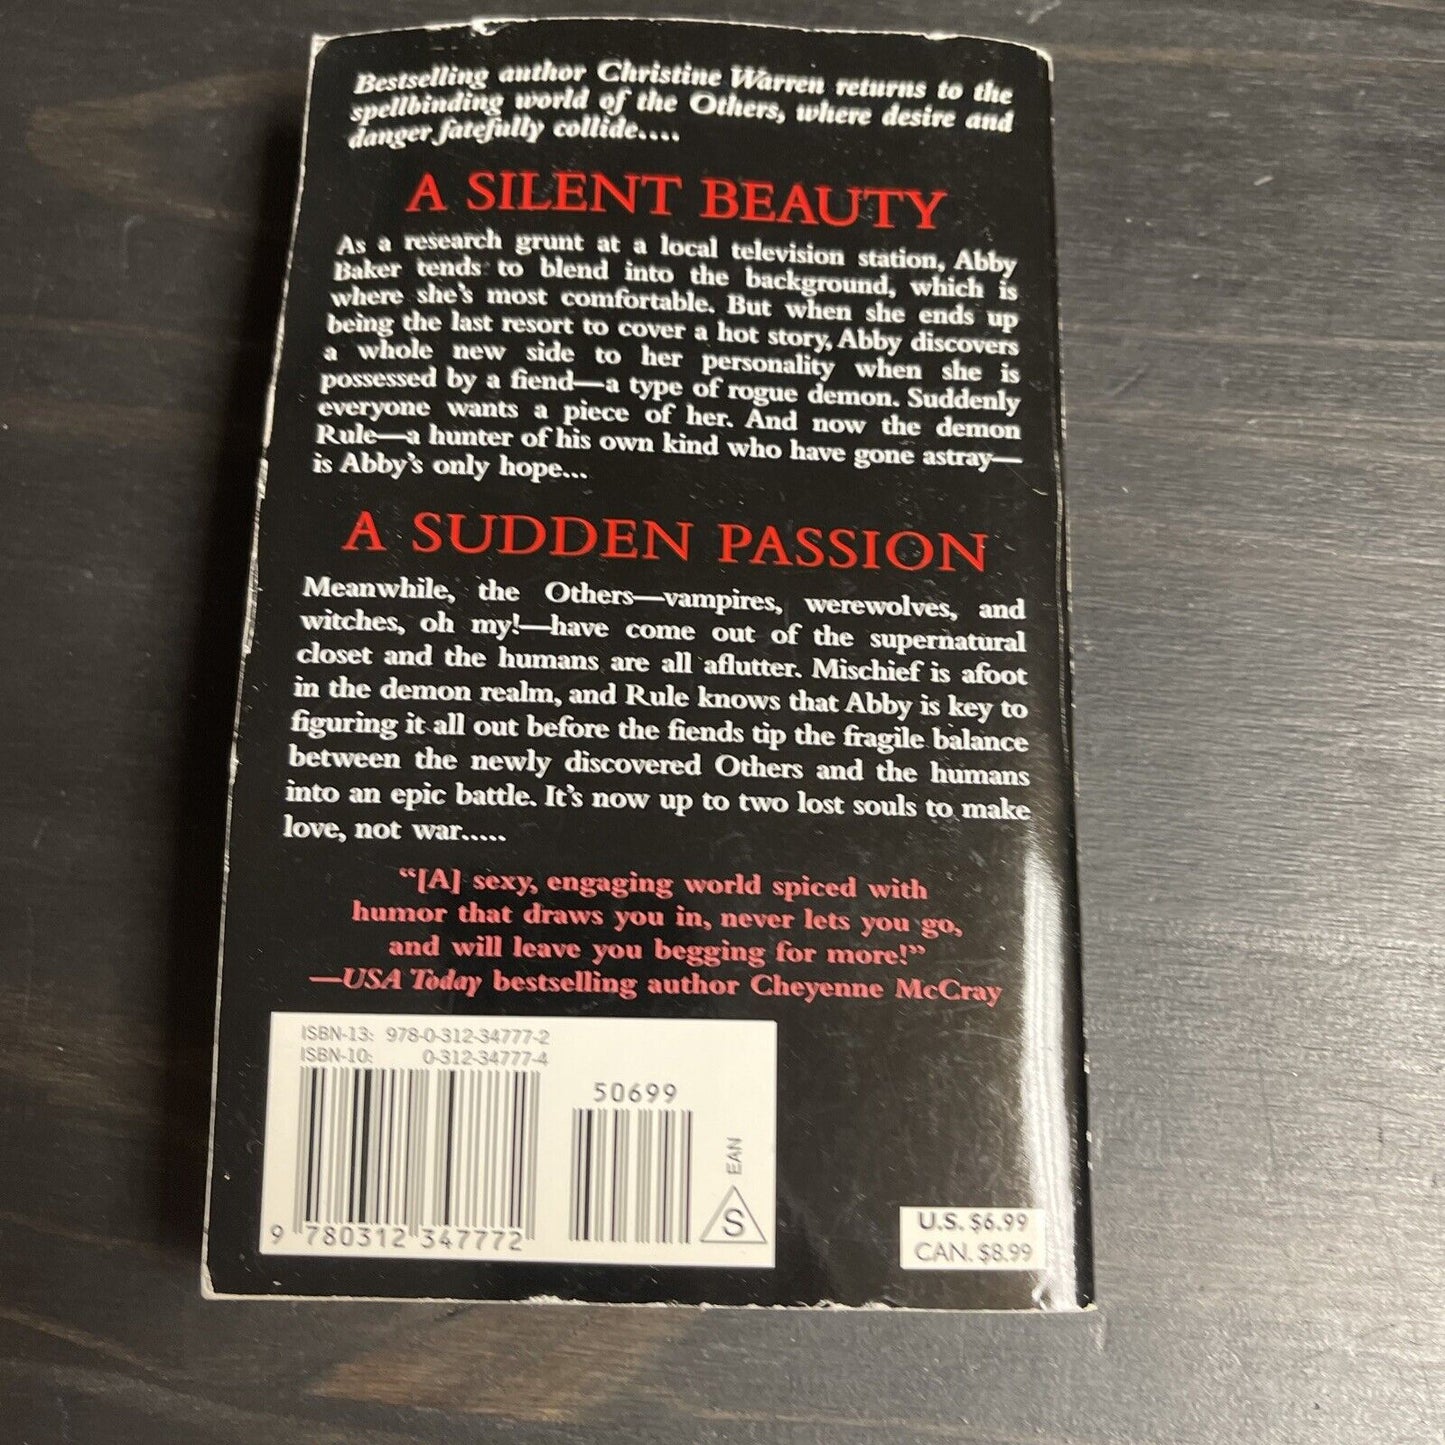 Bestselling author Christine Warren returns to the
spellbinding world of the Others, where desire and
danger fatefully collide....
A SILENT BEAUTY
As a research grunt at a local television station, Abby
Baker tends to blend into the background, which is
where she's most comfortable. But when she ends up
being the last resort to cover a hot story, Abby discovers
a whole new side to her personality when she is
possessed by a fiend—a type of rogue demon. Suddenly
everyone wants a piece of her. And now the demon
Rule—a hunter of his own kind who have gone astray—
is Abby's only hope...
A SUDDEN PASSION
Meanwhile, the Others—vampires, werewolves, and
witches, oh my!—have come out of the supernatural
closet and the humans are all aflutter. Mischief is afoot
in the demon realm, and Rule knows that Abby is key to
figuring it all out before the fiends tip the fragile balance
between the newly discovered Others and the humans
into an epic battle. It's now up to two lost souls to make
love, not war.....
“[A] sexy, engaging world spiced with
humor that draws you in, never lets you go,
and will leave you begging for more!”
—USA Today bestselling author Cheyenne McCray
ISBN-13: 978-0-312-34777-2
ISBN-10: 0-312-34777-4
50699
9 780312 347772
EAN
S
U.S. $6.99
CAN. $8.99